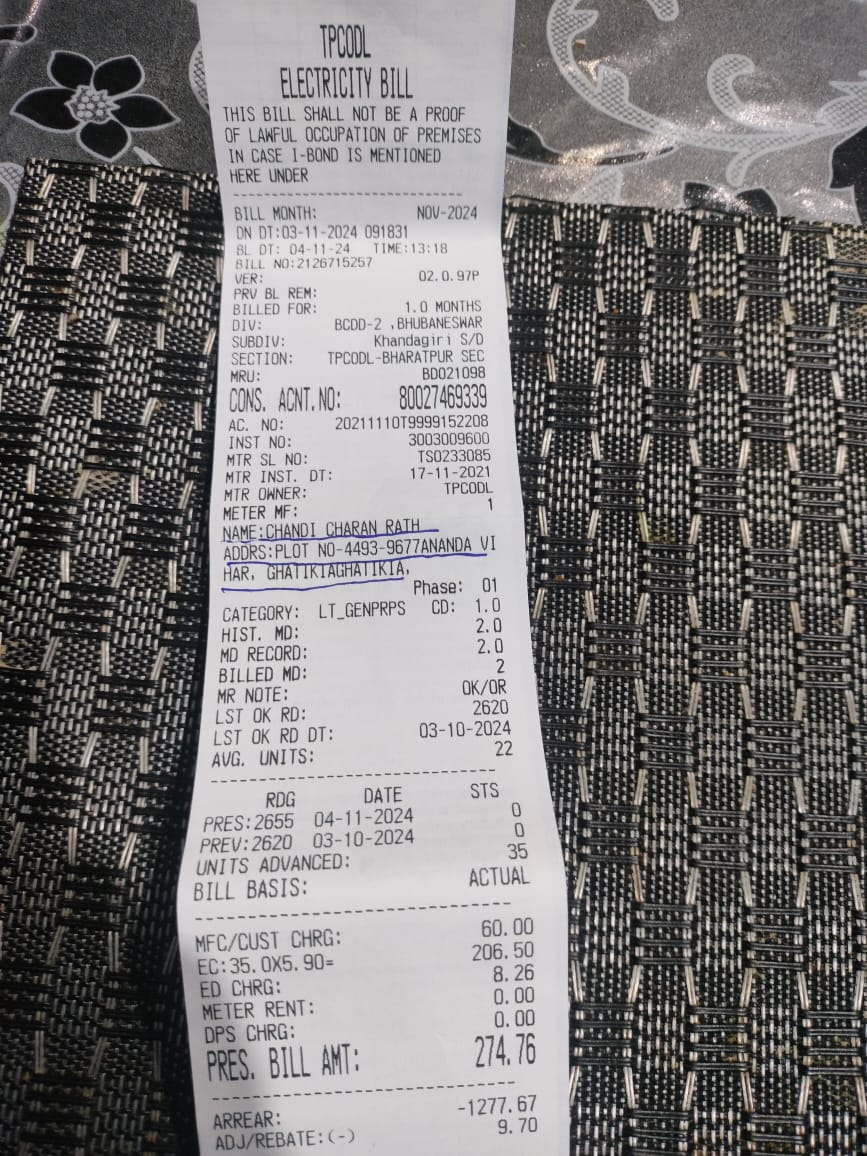 TPCODL
ELECTRICITY BILL
THIS BILL SHALL NOT BE A PROOF
OF LAWFUL OCCUPATION OF PREMISES
IN CASE I-BOND IS MENTIONED
HERE UNDER
BILL MONTH: NOV-2024
DN DT:03-11-2024 091831
BL DT: 04-11-24 TIME:13:18
BILL NO:2126715257
VER: 02.0.97P
PRV BL REM:
BILLED FOR: 1.0 MONTHS
DIV: BCDD-2 ,BHUBANESWAR
SUBDIV: Khandagiri S/D
SECTION: TPCODL-BHARATPUR SEC
MRU: BD021098
CONS. ACNT.NO: 80027469339
AC. NO: 20211110T9999152208
INST NO: 3003009600
MTR SL NO: TS0233085
MTR INST. DT: 17-11-2021
MTR OWNER: TPCODL
METER MF: 1
NAME:CHANDI CHARAN RATH
ADDRS:PLOT NO-4493-9677ANANDA VI
HAR, GHATIKIAGHATIKIA,
Phase: 01
CATEGORY: LT_GENPRPS CD: 1.0
HIST. MD: 2.0
MD RECORD: 2.0
BILLED MD: 2
MR NOTE: OK/OR
LST OK RD: 2620
LST OK RD DT: 03-10-2024
AVG. UNITS: 22
RDG DATE STS
PRES:2655 04-11-2024 0
PREV:2620 03-10-2024 0
UNITS ADVANCED: 35
BILL BASIS: ACTUAL
MFC/CUST CHRG: 60.00
EC:35.0X5.90= 206.50
ED CHRG: 8.26
METER RENT: 0.00
DPS CHRG: 0.00
PRES. BILL AMT: 274.76
ARREAR: -1277.67
ADJ/REBATE:(-) 9.70